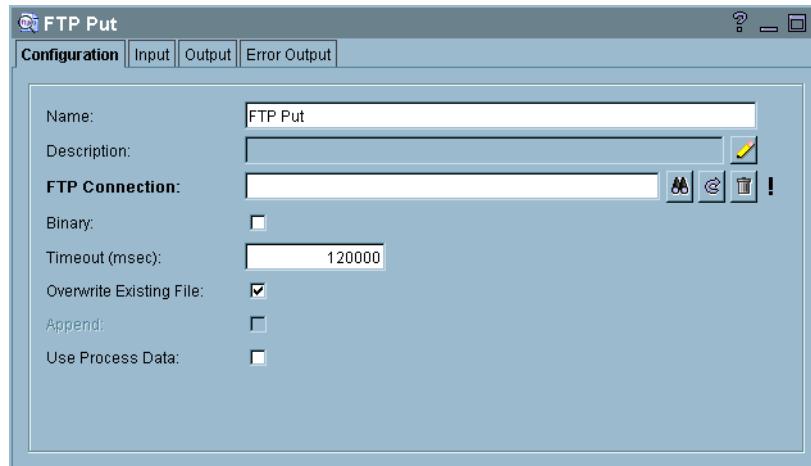 FTP Put
Configuration Input Output Error Output
Name: FTP Put
Description:
FTP Connection: !
Binary:
Timeout (msec): 120000
Overwrite Existing File:
Append:
Use Process Data: